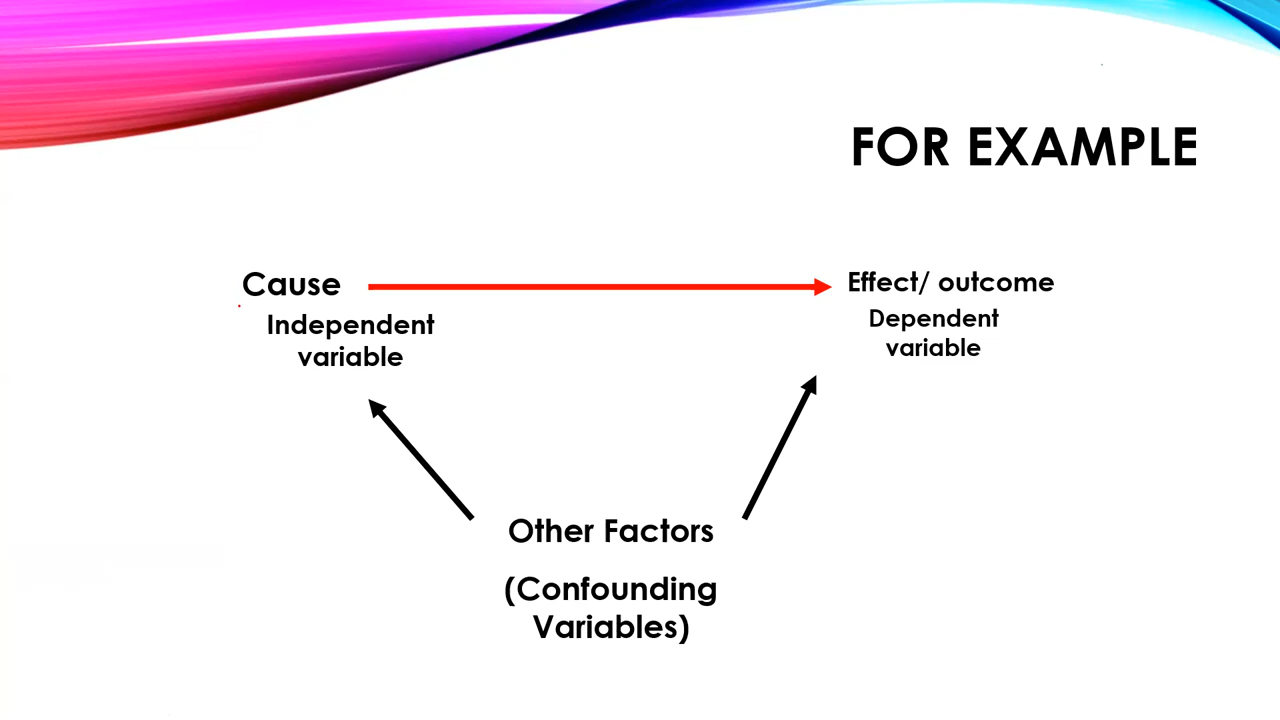 FOR EXAMPLE
Cause
Effect/ outcome
Independent
variable
Dependent
variable
Other Factors
(Confounding
Variables)